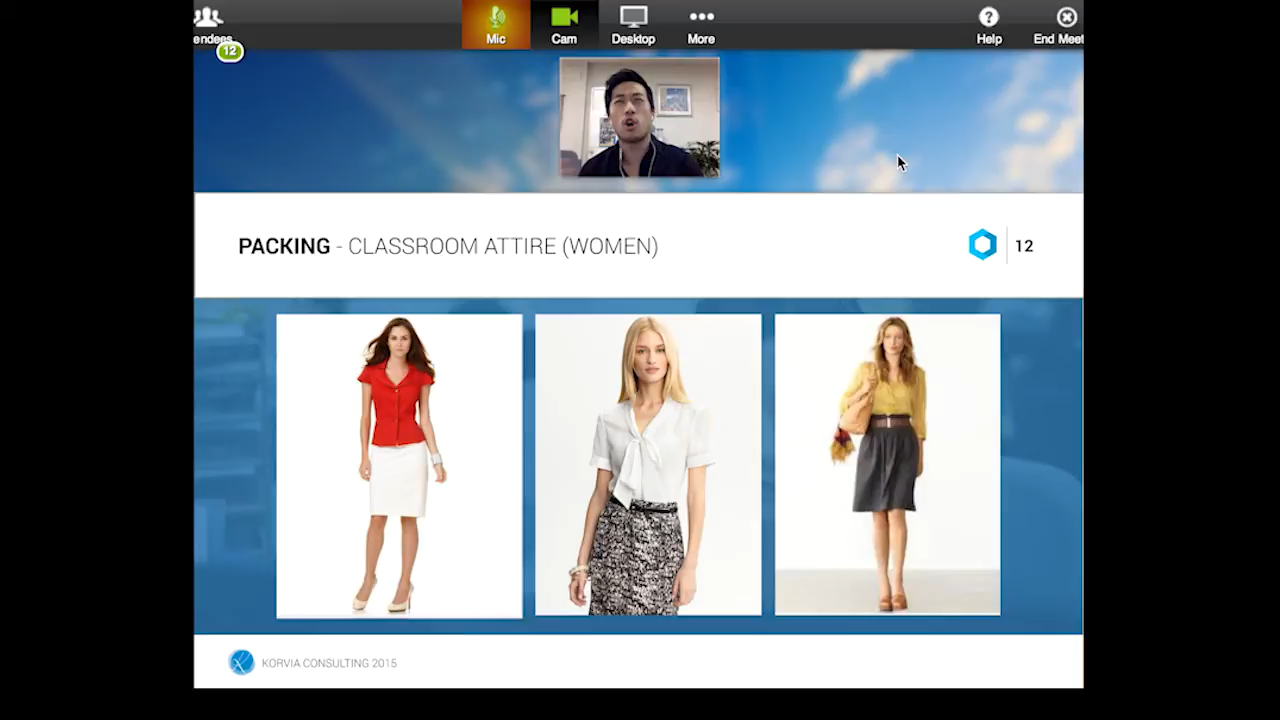 endees
12
Mic
Cam
Desktop
More
Help
End Meet
PACKING - CLASSROOM ATTIRE (WOMEN)
12
KORVIA CONSULTING 2015